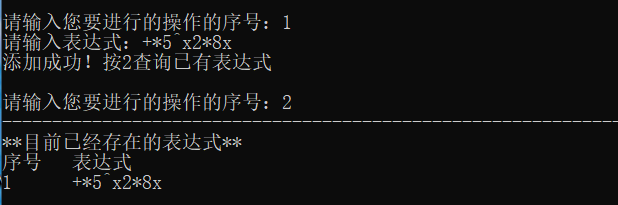 请输入您要进行的操作的序号：1
请输入表达式：+*5^x2*8x
添加成功！按2查询已有表达式
请输入您要进行的操作的序号：2
--------------------------------------------------------------------------------
**目前已经存在的表达式**
序号 表达式
1 +*5^x2*8x